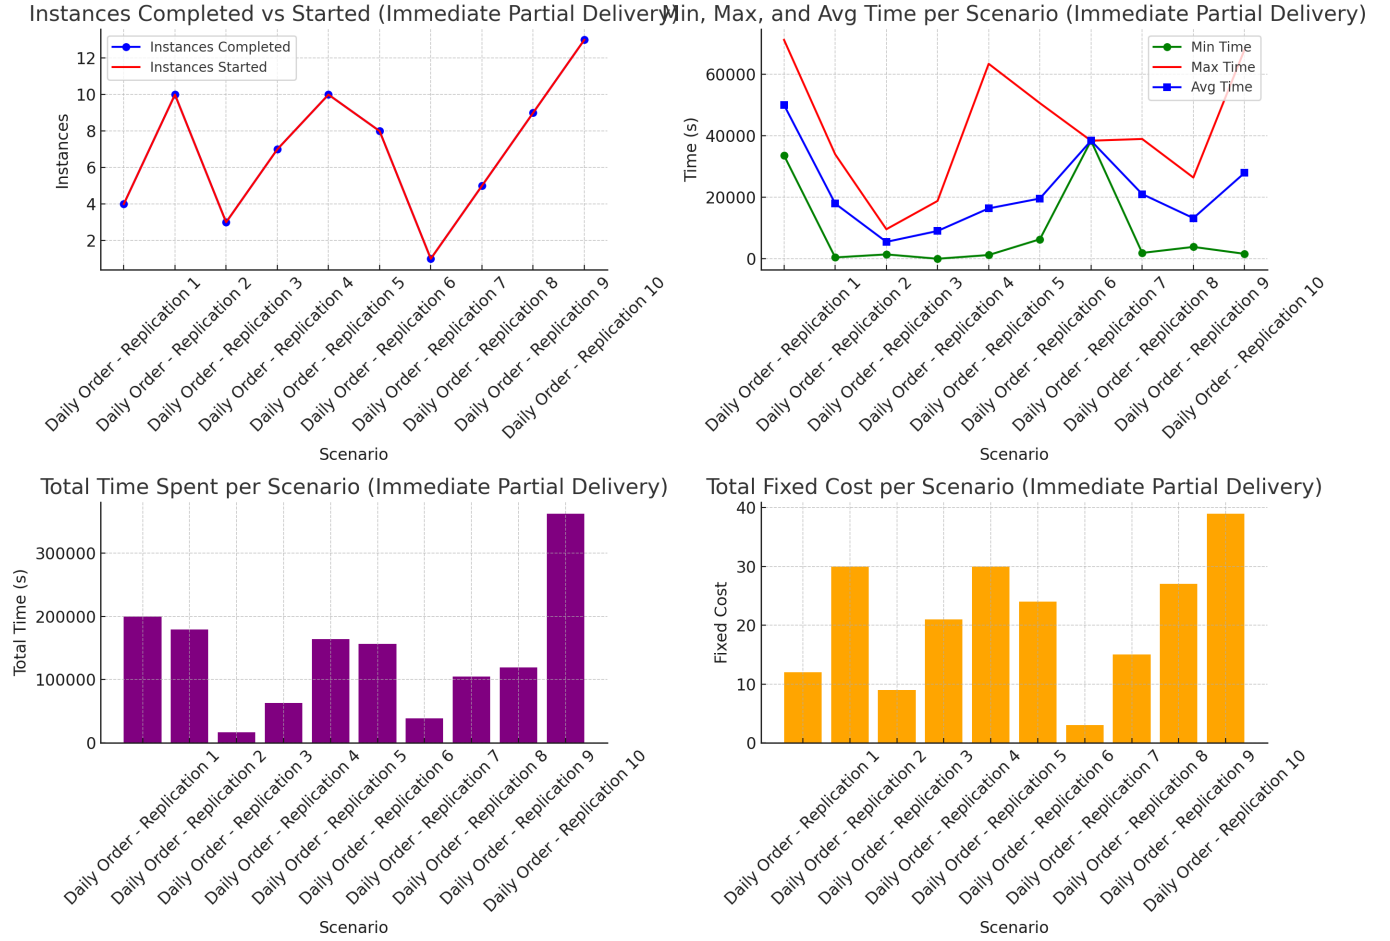 Instances Completed vs Started (Immediate Partial Delivery)
Instances Completed
Instances Started
12
10
8
6
4
2
Instances
Daily Order - Replication 1
Daily Order - Replication 2
Daily Order - Replication 3
Daily Order - Replication 4
Daily Order - Replication 5
Daily Order - Replication 6
Daily Order - Replication 7
Daily Order - Replication 8
Daily Order - Replication 9
Daily Order - Replication 10
Scenario
Min, Max, and Avg Time per Scenario (Immediate Partial Delivery)
Min Time
Max Time
Avg Time
60000
40000
20000
0
Time (s)
Daily Order - Replication 1
Daily Order - Replication 2
Daily Order - Replication 3
Daily Order - Replication 4
Daily Order - Replication 5
Daily Order - Replication 6
Daily Order - Replication 7
Daily Order - Replication 8
Daily Order - Replication 9
Daily Order - Replication 10
Scenario
Total Time Spent per Scenario (Immediate Partial Delivery)
300000
200000
100000
0
Total Time (s)
Daily Order - Replication 1
Daily Order - Replication 2
Daily Order - Replication 3
Daily Order - Replication 4
Daily Order - Replication 5
Daily Order - Replication 6
Daily Order - Replication 7
Daily Order - Replication 8
Daily Order - Replication 9
Daily Order - Replication 10
Scenario
Total Fixed Cost per Scenario (Immediate Partial Delivery)
40
30
20
10
0
Fixed Cost
Daily Order - Replication 1
Daily Order - Replication 2
Daily Order - Replication 3
Daily Order - Replication 4
Daily Order - Replication 5
Daily Order - Replication 6
Daily Order - Replication 7
Daily Order - Replication 8
Daily Order - Replication 9
Daily Order - Replication 10
Scenario